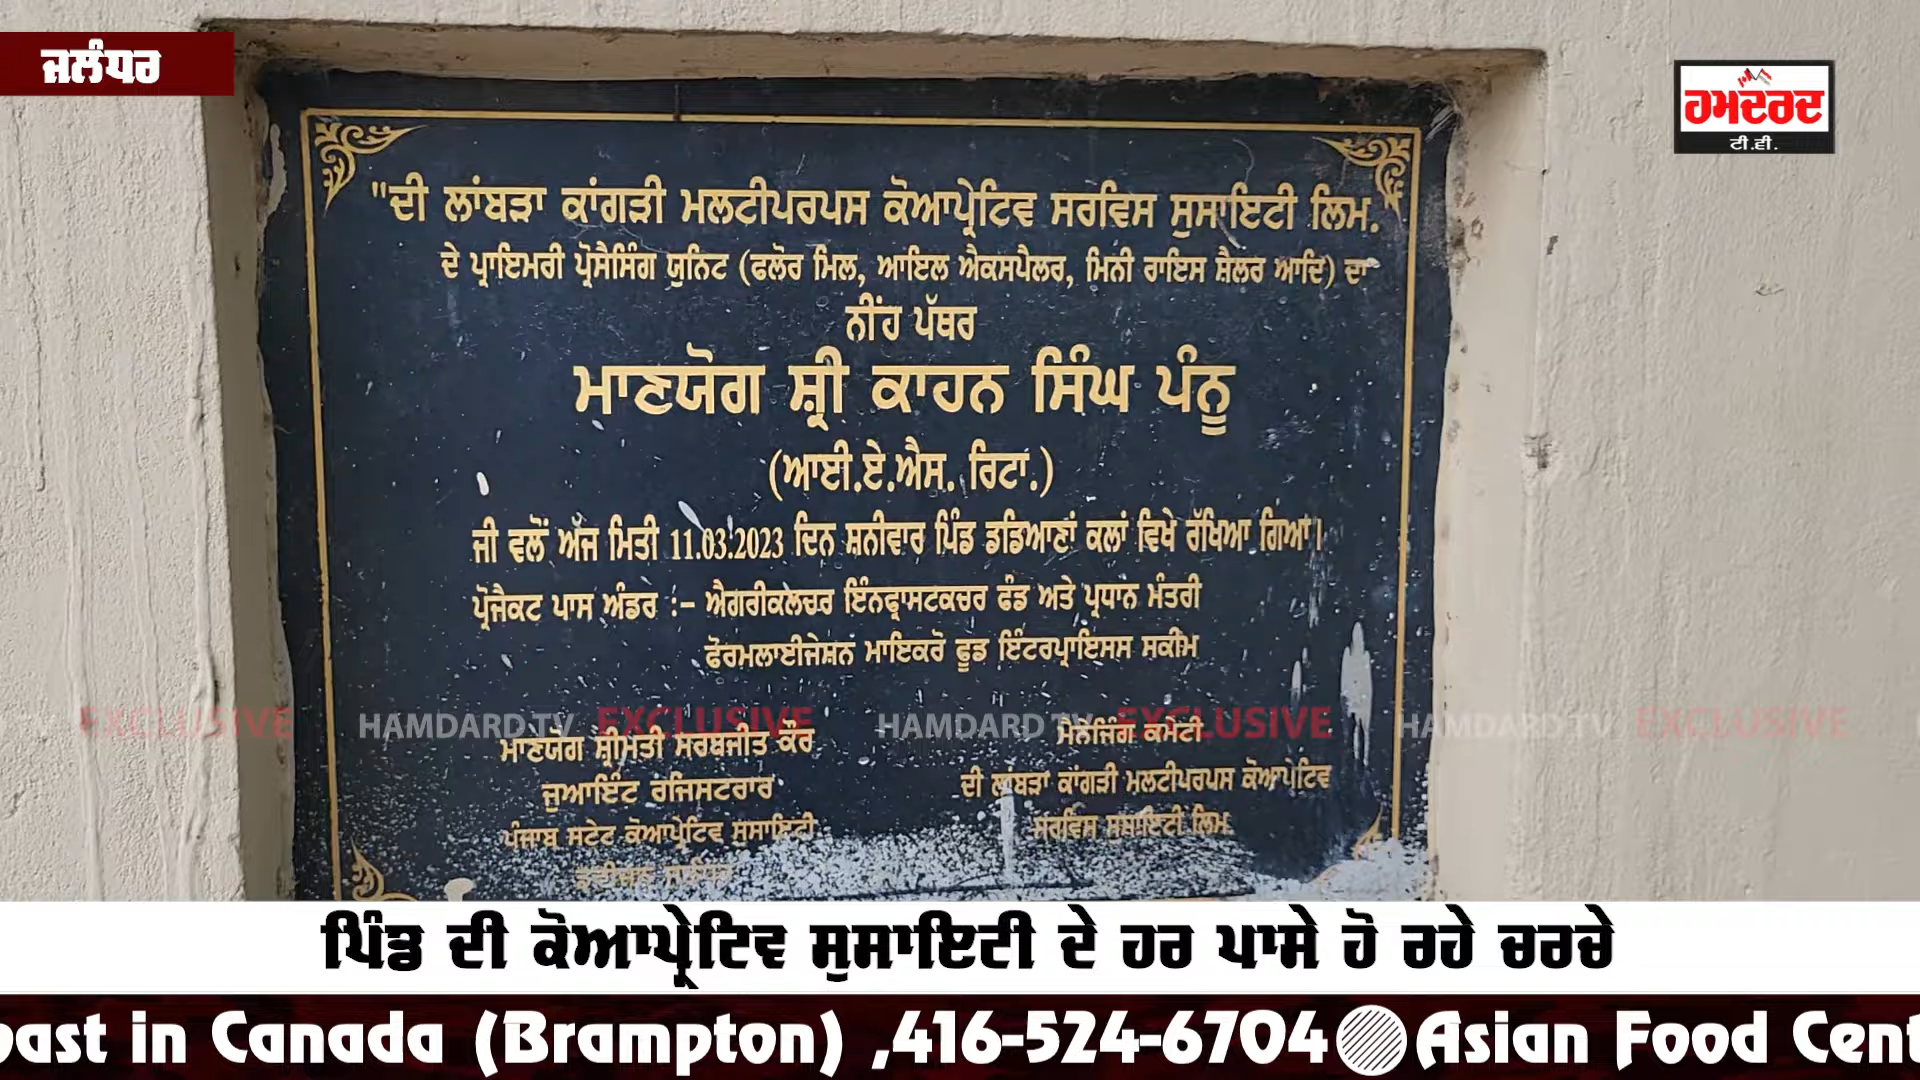 ਜਲੰਧਰ
ਹਮਦਰਦ
ਟੀ.ਵੀ.
"ਦੀ ਲਾਂਬੜਾ ਕਾਂਗੜੀ ਮਲਟੀਪਰਪਸ ਕੋਆਪ੍ਰੇਟਿਵ ਸਰਵਿਸ ਸੁਸਾਇਟੀ ਲਿਮ.
ਦੇ ਪ੍ਰਾਇਮਰੀ ਪ੍ਰੋਸੈਸਿੰਗ ਯੂਨਿਟ (ਫਲੋਰ ਮਿਲ, ਆਇਲ ਐਕਸਪੈਲਰ, ਮਿਨੀ ਰਾਇਸ ਸ਼ੈਲਰ ਆਦਿ) ਦਾ
ਨੀਂਹ ਪੱਥਰ
ਮਾਣਯੋਗ ਸ਼੍ਰੀ ਕਾਹਨ ਸਿੰਘ ਪੰਨੂ
(ਆਈ.ਏ.ਐਸ. ਰਿਟਾ.)
ਜੀ ਵਲੋਂ ਅੱਜ ਮਿਤੀ 11.03.2023 ਦਿਨ ਸ਼ਨੀਵਾਰ ਪਿੰਡ ਡਡਿਆਣਾਂ ਕਲਾਂ ਵਿਖੇ ਰੱਖਿਆ ਗਿਆ।
ਪ੍ਰੋਜੈਕਟ ਪਾਸ ਅੰਡਰ :- ਐਗਰੀਕਲਚਰ ਇੰਨਫ੍ਰਾਸਟਕਚਰ ਫੰਡ ਅਤੇ ਪ੍ਰਧਾਨ ਮੰਤਰੀ
ਫੋਰਮਲਾਈਜੇਸ਼ਨ ਮਾਇਕਰੋ ਫੂਡ ਇੰਟਰਪ੍ਰਾਇਸਸ ਸਕੀਮ
EXCLUSIVE HAMDARD TV EXCLUSIVE HAMDARD TV EXCLUSIVE HAMDARD TV EXCLUSIVE
ਮਾਣਯੋਗ ਸ਼੍ਰੀਮਤੀ ਸਰਬਜੀਤ ਕੌਰ
ਜੁਆਇੰਟ ਰਜਿਸਟਰਾਰ
ਪੰਜਾਬ ਸਟੇਟ ਕੋਆਪ੍ਰੇਟਿਵ ਸੁਸਾਇਟੀ
ਮੈਨੇਜਿੰਗ ਕਮੇਟੀ
ਦੀ ਲਾਂਬੜਾ ਕਾਂਗੜੀ ਮਲਟੀਪਰਪਸ ਕੋਆਪ੍ਰੇਟਿਵ
ਸਰਵਿਸ ਸੁਸਾਇਟੀ ਲਿਮ
ਪਿੰਡ ਦੀ ਕੋਆਪ੍ਰੇਟਿਵ ਸੁਸਾਇਟੀ ਦੇ ਹਰ ਪਾਸੇ ਹੋ ਰਹੇ ਚਰਚੇ
oast in Canada (Brampton) ,416-524-6704 Asian Food Cent